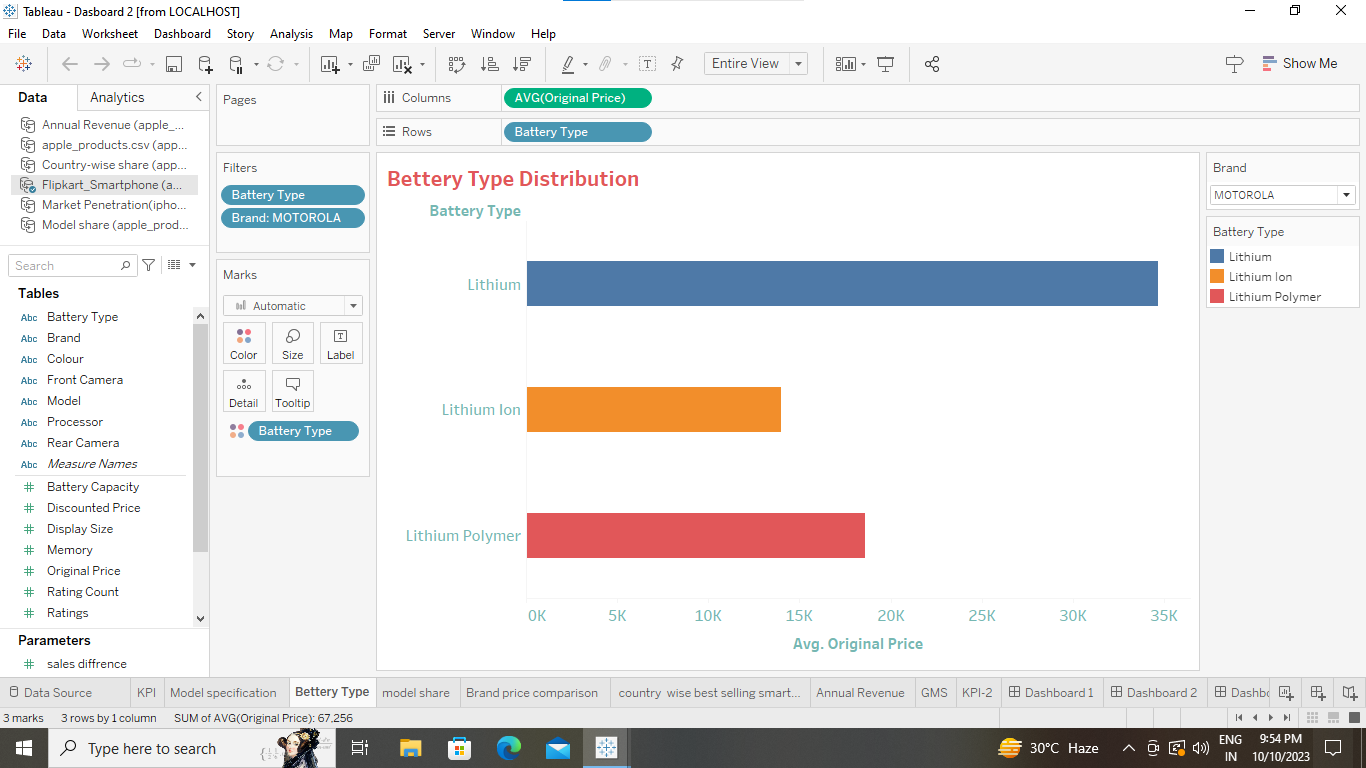 Tableau - Dasboard 2 [from LOCALHOST]
File Data Worksheet Dashboard Story Analysis Map Format Server Window Help
Entire View
Show Me
Data Analytics
Annual Revenue (apple_...
apple_products.csv (app...
Country-wise share (app...
Flipkart_Smartphone (a...
Market Penetration(ipho...
Model share (apple_prod...
Search
Tables
Abc Battery Type
Abc Brand
Abc Colour
Abc Front Camera
Abc Model
Abc Processor
Abc Rear Camera
Abc Measure Names
Battery Capacity
Discounted Price
Display Size
Memory
Original Price
Rating Count
Ratings
Parameters
sales diffrence
Pages
Filters
Battery Type
Brand: MOTOROLA
Marks
Automatic
Color Size Label
Detail Tooltip
Battery Type
Columns AVG(Original Price)
Rows Battery Type
Bettery Type Distribution
Battery Type
Lithium
Lithium Ion
Lithium Polymer
0K 5K 10K 15K 20K 25K 30K 35K
Avg. Original Price
Brand
MOTOROLA
Battery Type
Lithium
Lithium Ion
Lithium Polymer
Data Source KPI Model specification Bettery Type model share Brand price comparison country wise best selling smart... Annual Revenue GMS KPI-2 Dashboard 1 Dashboard 2 Dashbo
3 marks 3 rows by 1 column SUM of AVG(Original Price): 67,256
Type here to search
30°C Haze
ENG
IN
9:54 PM
10/10/2023